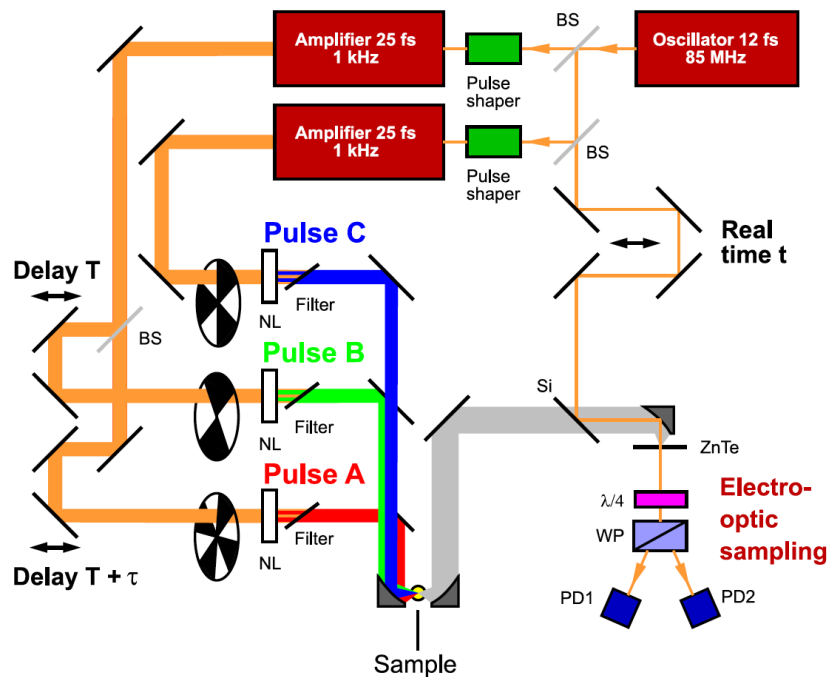 BS
Amplifier 25 fs
1 kHz
Oscillator 12 fs
85 MHz
Pulse
shaper
Amplifier 25 fs
1 kHz
BS
Pulse
shaper
Pulse C
Real
time t
Delay T
Filter
NL
BS
Pulse B
Si
Filter
NL
ZnTe
Pulse A
λ/4
Electro-
optic
sampling
WP
Filter
NL
Delay T + τ
PD1
PD2
Sample